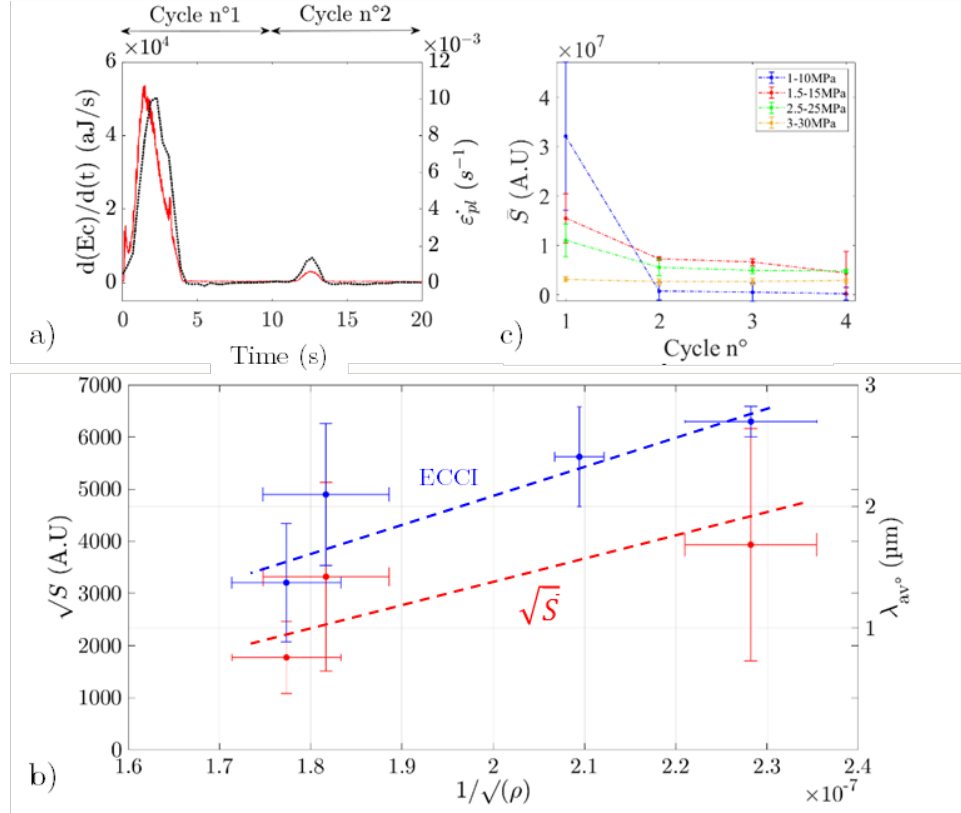 Cycle n°1 Cycle n°2
×10⁴ ×10⁻³
6 12
10
4 8
6
2 4
2
0 0
d(Ec)/d(t) (aJ/s)
ε̇pl (s⁻¹)
0 5 10 15 20
Time (s)
a)
×10⁷
4
3
2
1
0
S̄ (A.U)
1-10MPa
1.5-15MPa
2.5-25MPa
3-30MPa
1 2 3 4
Cycle n°
c)
7000
6000
5000
4000
3000
2000
1000
0
√S (A.U)
3
2
1
λav° (µm)
ECCI
√S
1.6 1.7 1.8 1.9 2 2.1 2.2 2.3 2.4
×10⁻⁷
1/√(ρ)
b)